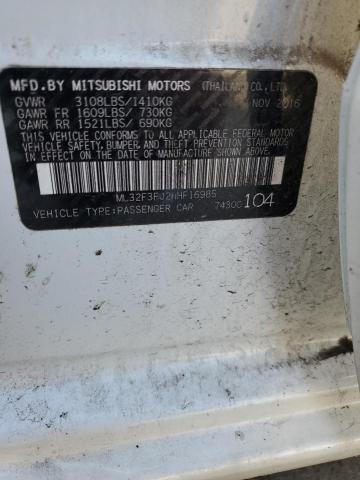 MFD.BY MITSUBISHI MOTORS (THAILAND)CO.,LTD.
GVWR 3108LBS/1410KG NOV 2016
GAWR FR 1609LBS/ 730KG
GAWR RR 1521LBS/ 690KG
THIS VEHICLE CONFORMS TO ALL APPLICABLE
FEDERAL MOTOR VEHICLE SAFETY,
BUMPER, AND THEFT PREVENTION STANDARDS
IN EFFECT ON THE DATE OF MANUFACTURE
SHOWN ABOVE.
VEHICLE TYPE:PASSENGER CAR 74300 104